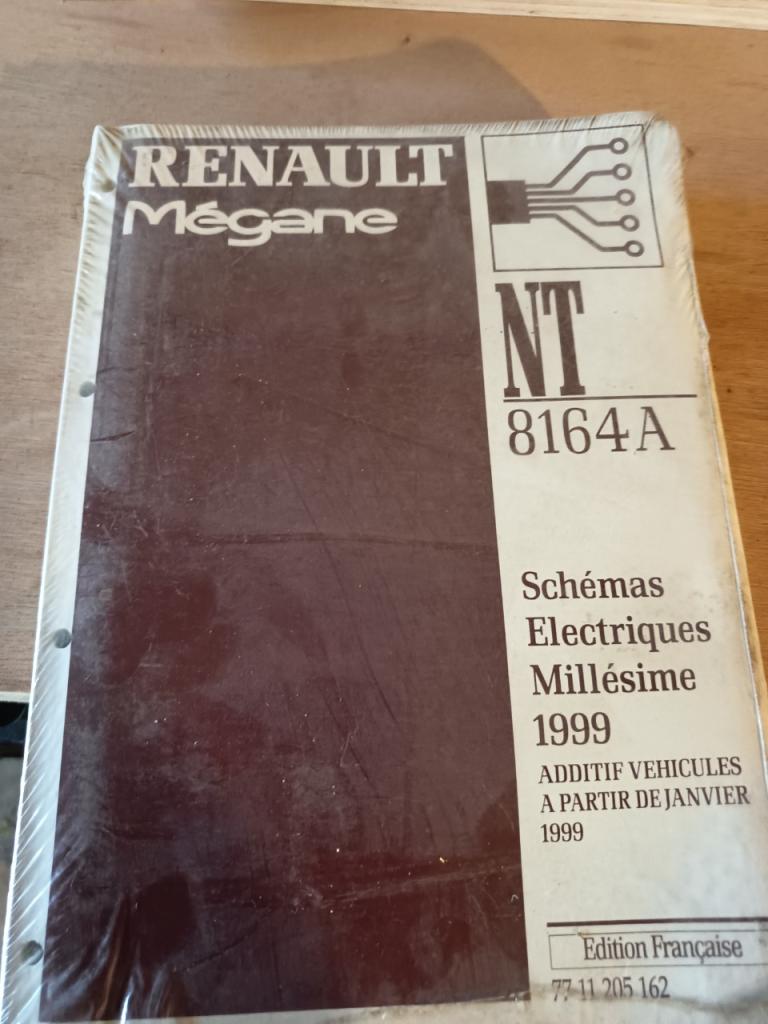 RENAULT
Mégane
NT
8164A
Schémas
Electriques
Millésime
1999
ADDITIF VEHICULES
A PARTIR DE JANVIER
1999
Edition Française
77 11 205 162